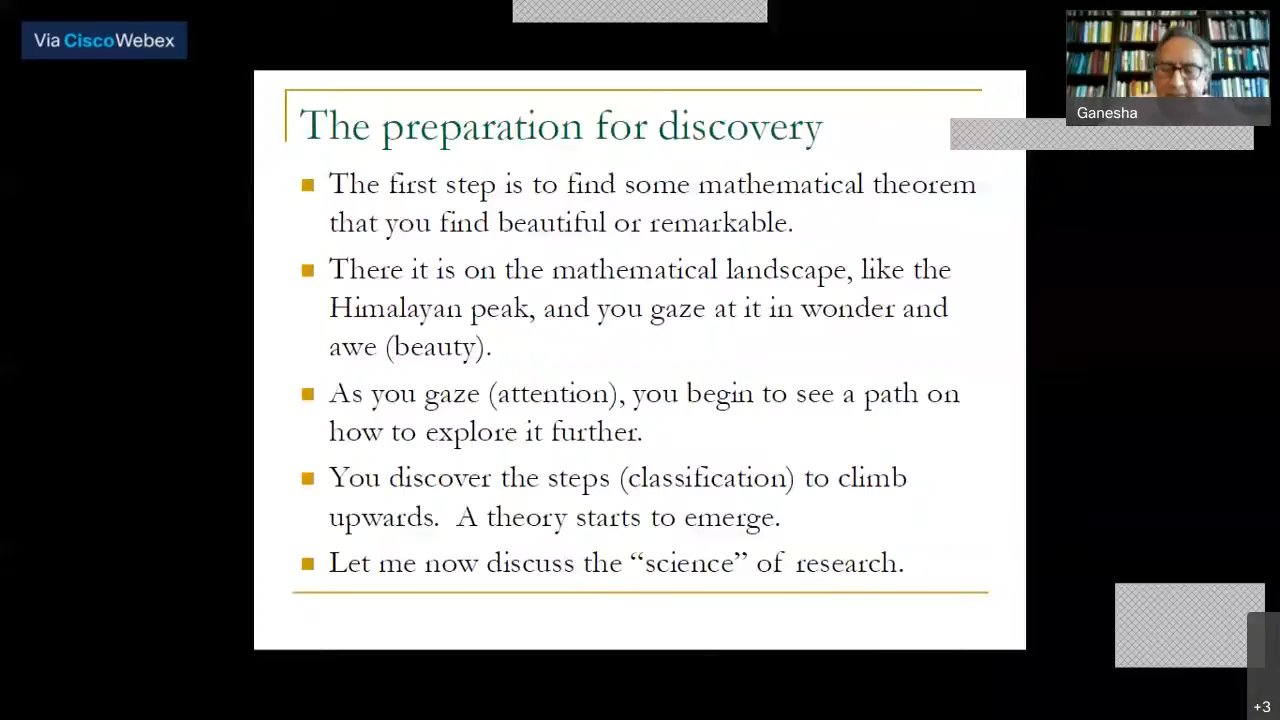 Via CiscoWebex
Ganesha
The preparation for discovery
The first step is to find some mathematical theorem
that you find beautiful or remarkable.
There it is on the mathematical landscape, like the
Himalayan peak, and you gaze at it in wonder and
awe (beauty).
As you gaze (attention), you begin to see a path on
how to explore it further.
You discover the steps (classification) to climb
upwards. A theory starts to emerge.
Let me now discuss the “science” of research.
+3